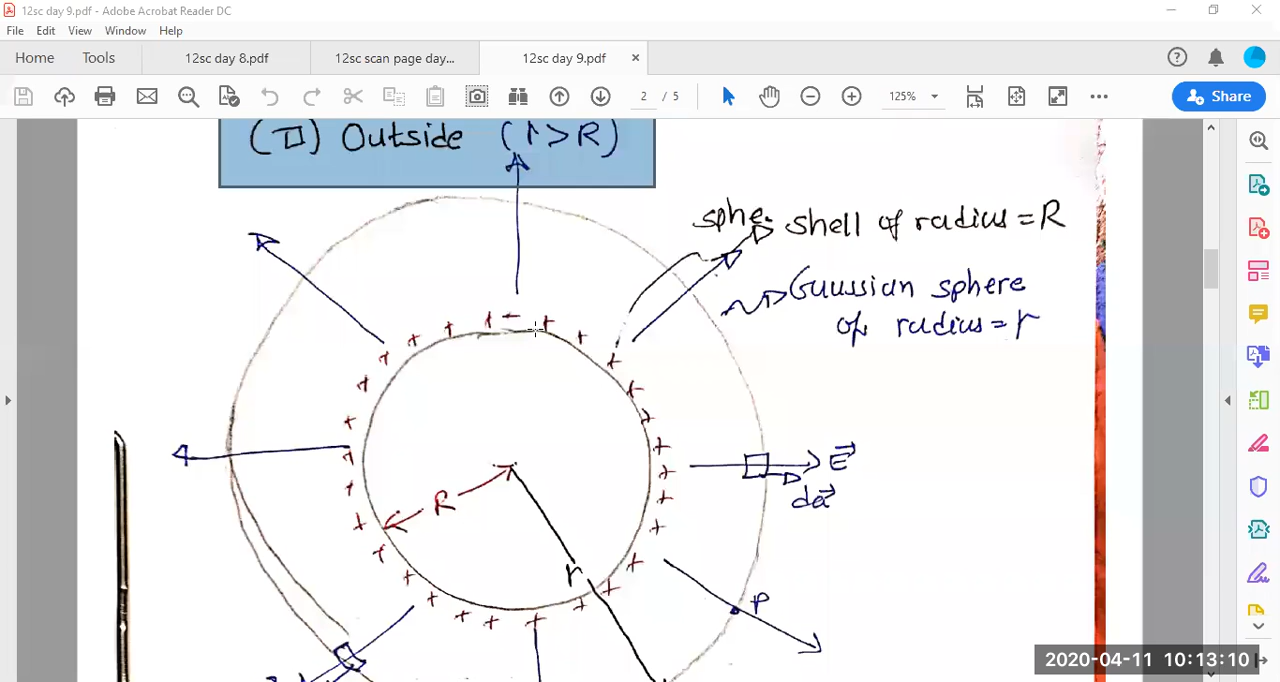 12sc day 9.pdf - Adobe Acrobat Reader DC
File Edit View Window Help
Home Tools 12sc day 8.pdf 12sc scan page day... 12sc day 9.pdf ×
2 / 5 125% Share
(II) Outside (r > R)
sphe. shell of radius = R
Gaussian sphere
of radius = r
E
da
R
r
P
2020-04-11 10:13:10